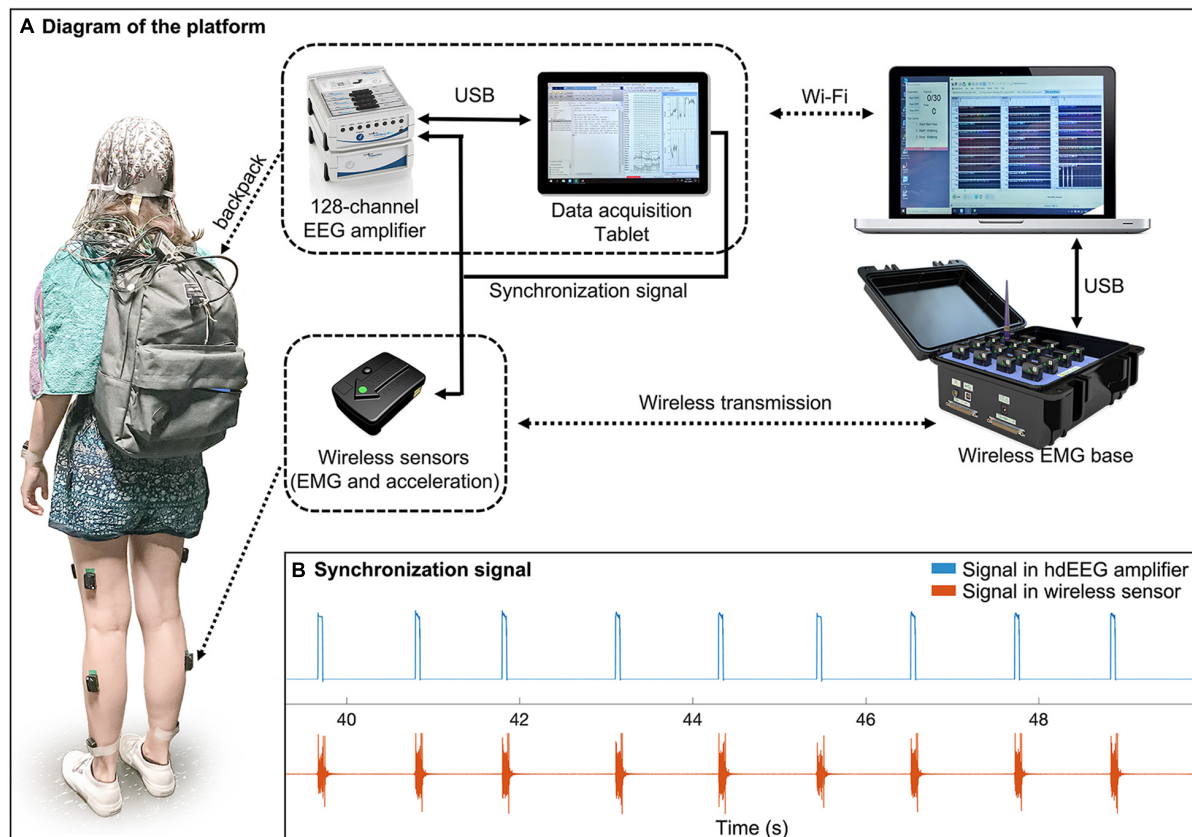 A Diagram of the platform
backpack
USB
Wi-Fi
128-channel
EEG amplifier
Data acquisition
Tablet
Synchronization signal
USB
Wireless sensors
(EMG and acceleration)
Wireless transmission
Wireless EMG base
B Synchronization signal
Signal in hdEEG amplifier
Signal in wireless sensor
40 42 44 46 48
Time (s)